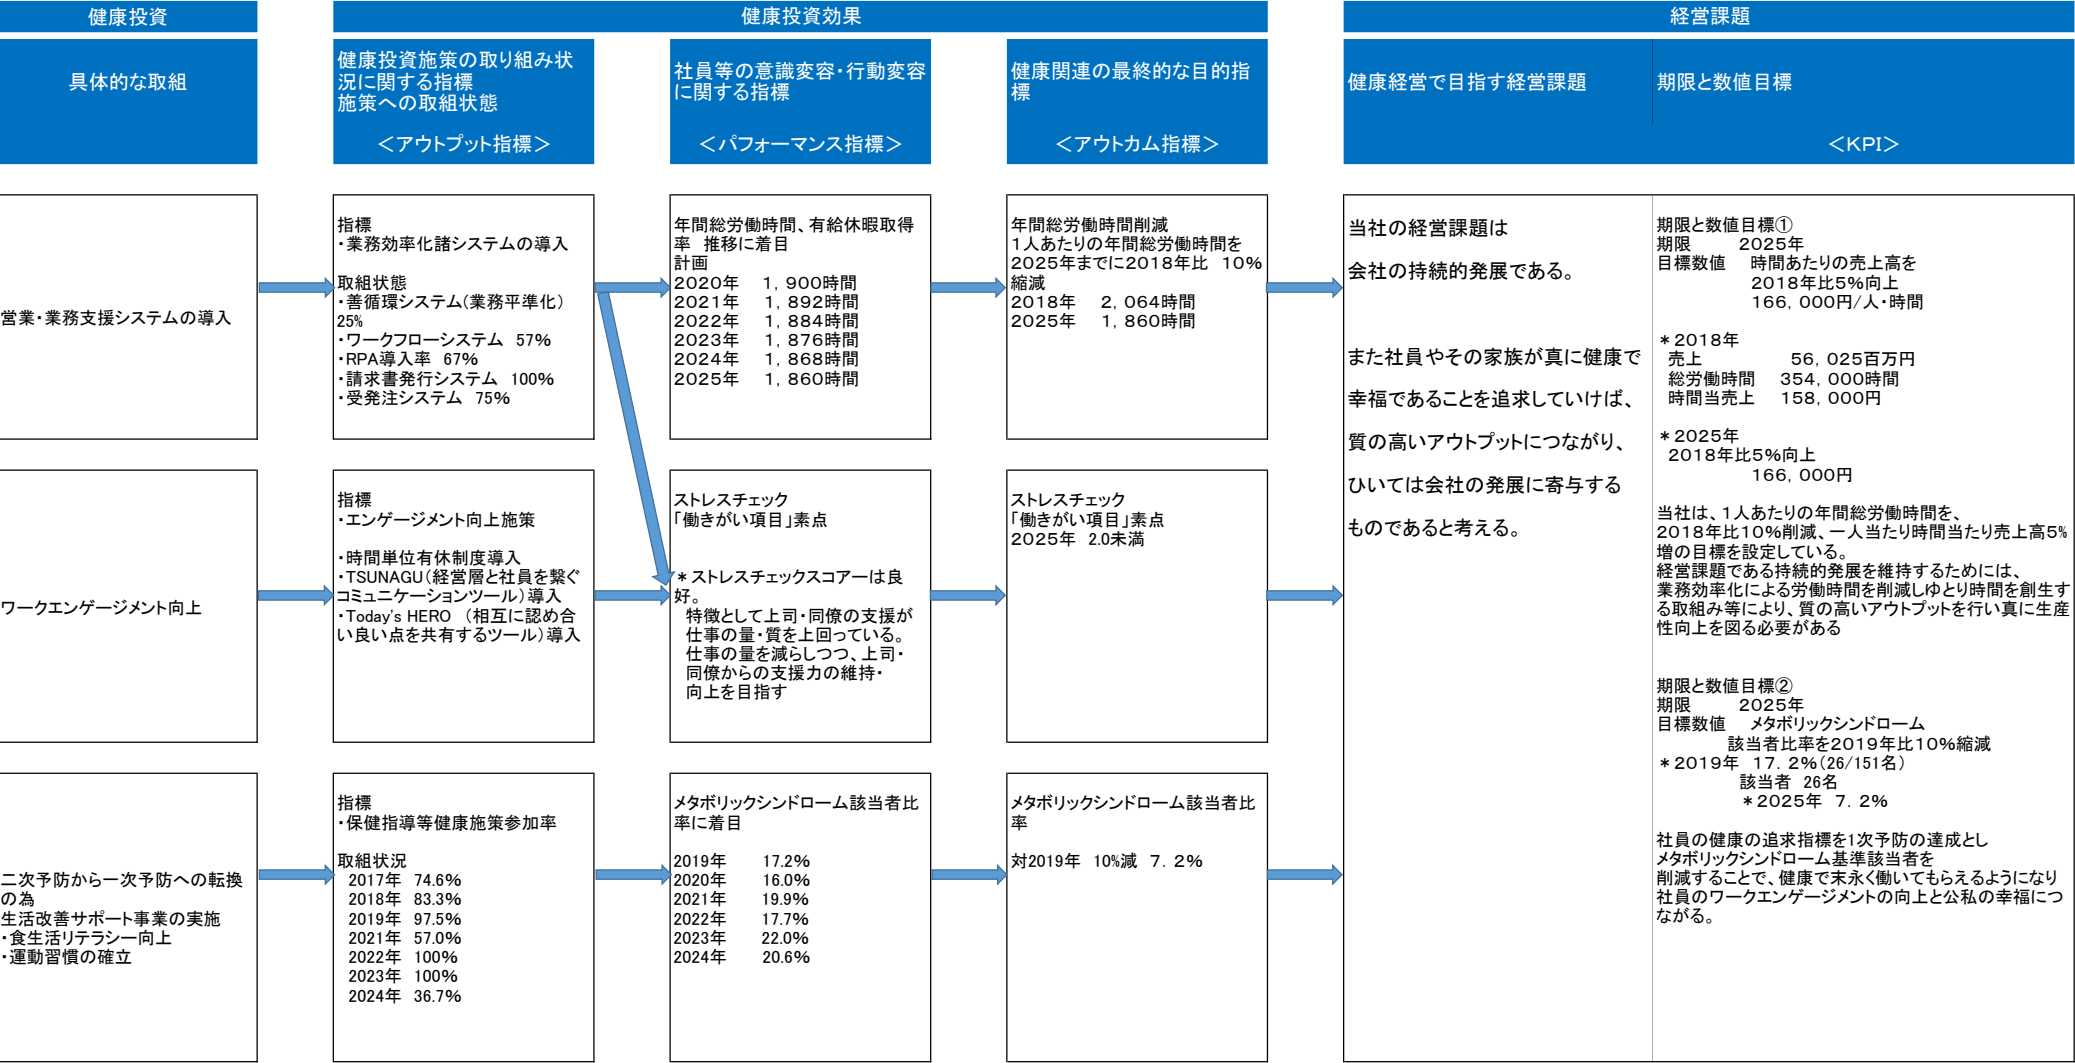 健康投資
健康投資効果
経営課題
具体的な取組
健康投資施策の取り組み状
況に関する指標
施策への取組状態
＜アウトプット指標＞
社員等の意識変容・行動変容
に関する指標
＜パフォーマンス指標＞
健康関連の最終的な目的指
標
＜アウトカム指標＞
健康経営で目指す経営課題
期限と数値目標
＜KPI＞
営業・業務支援システムの導入
指標
・業務効率化諸システムの導入
取組状態
・善循環システム（業務平準化）
25%
・ワークフローシステム 57%
・RPA導入率 67%
・請求書発行システム 100%
・受発注システム 75%
年間総労働時間、有給休暇取得
率 推移に着目
計画
2020年 1，900時間
2021年 1，892時間
2022年 1，884時間
2023年 1，876時間
2024年 1，868時間
2025年 1，860時間
年間総労働時間削減
1人あたりの年間総労働時間を
2025年までに2018年比 10%
縮減
2018年 2，064時間
2025年 1，860時間
ワークエンゲージメント向上
指標
・エンゲージメント向上施策
・時間単位有休制度導入
・TSUNAGU（経営層と社員を繋ぐ
コミュニケーションツール）導入
・Today's HERO （相互に認め合
い良い点を共有するツール）導入
ストレスチェック
「働きがい項目」素点
＊ストレスチェックスコアーは良
好。
特徴として上司・同僚の支援が
仕事の量・質を上回っている。
仕事の量を減らしつつ、上司・
同僚からの支援力の維持・
向上を目指す
ストレスチェック
「働きがい項目」素点
2025年 2.0未満
二次予防から一次予防への転換
の為
生活改善サポート事業の実施
・食生活リテラシー向上
・運動習慣の確立
指標
・保健指導等健康施策参加率
取組状況
2017年 74.6%
2018年 83.3%
2019年 97.5%
2021年 57.0%
2022年 100%
2023年 100%
2024年 36.7%
メタボリックシンドローム該当者比
率に着目
2019年 17.2%
2020年 16.0%
2021年 19.9%
2022年 17.7%
2023年 22.0%
2024年 20.6%
メタボリックシンドローム該当者比
率
対2019年 10%減 7．2%
当社の経営課題は
会社の持続的発展である。
また社員やその家族が真に健康で
幸福であることを追求していけば、
質の高いアウトプットにつながり、
ひいては会社の発展に寄与する
ものであると考える。
期限と数値目標①
期限 2025年
目標数値 時間あたりの売上高を
2018年比5%向上
166，000円/人・時間
＊2018年
売上 56，025百万円
総労働時間 354，000時間
時間当売上 158，000円
＊2025年
2018年比5%向上
166，000円
当社は、1人あたりの年間総労働時間を、
2018年比10%削減、一人当たり時間当たり売上高5%
増の目標を設定している。
経営課題である持続的発展を維持するためには、
業務効率化による労働時間を削減しゆとり時間を創生す
る取組み等により、質の高いアウトプットを行い真に生産
性向上を図る必要がある
期限と数値目標②
期限 2025年
目標数値 メタボリックシンドローム
該当者比率を2019年比10%縮減
＊2019年 17．2%（26/151名）
該当者 26名
＊2025年 7．2%
社員の健康の追求指標を1次予防の達成とし
メタボリックシンドローム基準該当者を
削減することで、健康で末永く働いてもらえるようになり
社員のワークエンゲージメントの向上と公私の幸福につ
ながる。